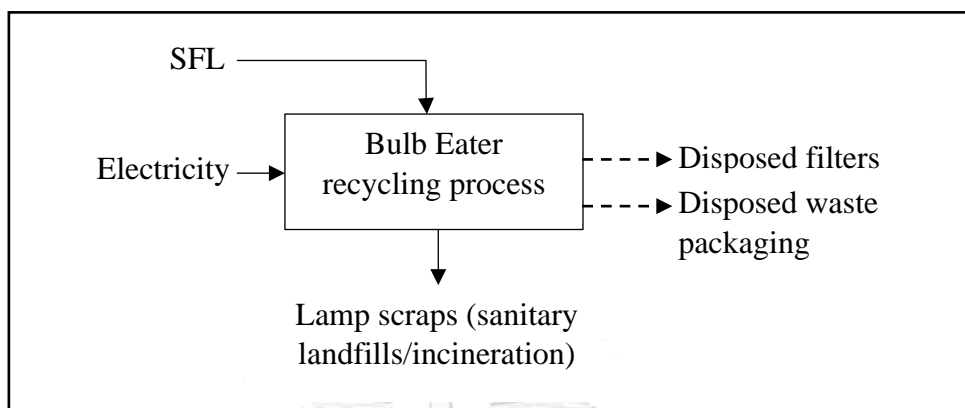 SFL
Electricity
Bulb Eater
recycling process
Disposed filters
Disposed waste
packaging
Lamp scraps (sanitary
landfills/incineration)